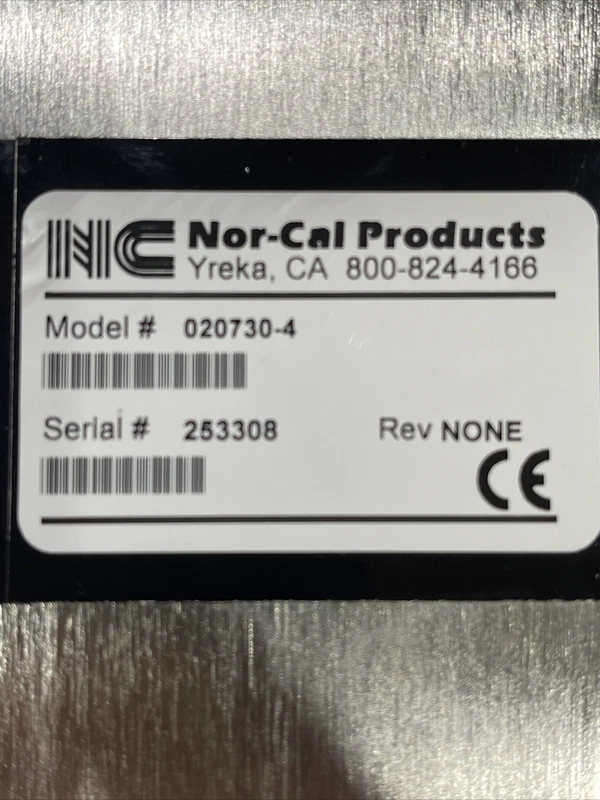 NC Nor-Cal Products
Yreka, CA 800-824-4166
Model # 020730-4
Serial # 253308 Rev NONE
CE